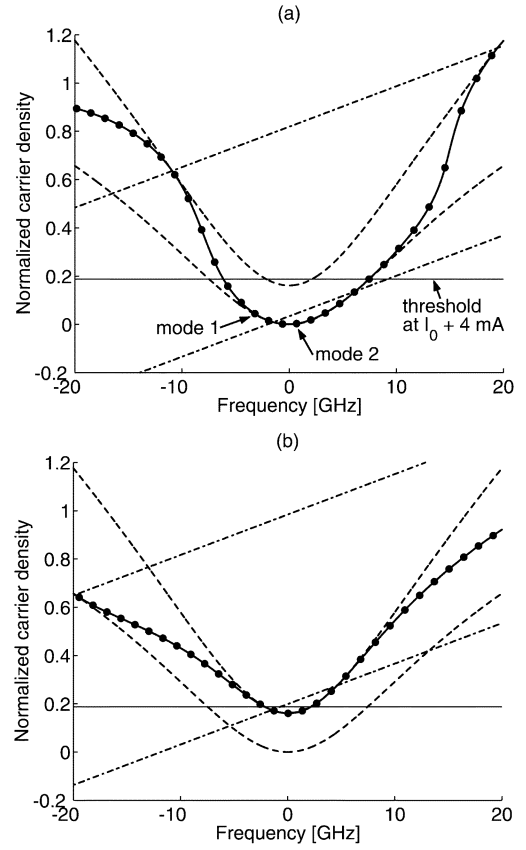 (a)
1.2
1
0.8
0.6
0.4
0.2
0
-0.2
Normalized carrier density
mode 1
mode 2
threshold
at I0 + 4 mA
-20
-10
0
10
20
Frequency [GHz]
(b)
1.2
1
0.8
0.6
0.4
0.2
0
-0.2
Normalized carrier density
-20
-10
0
10
20
Frequency [GHz]